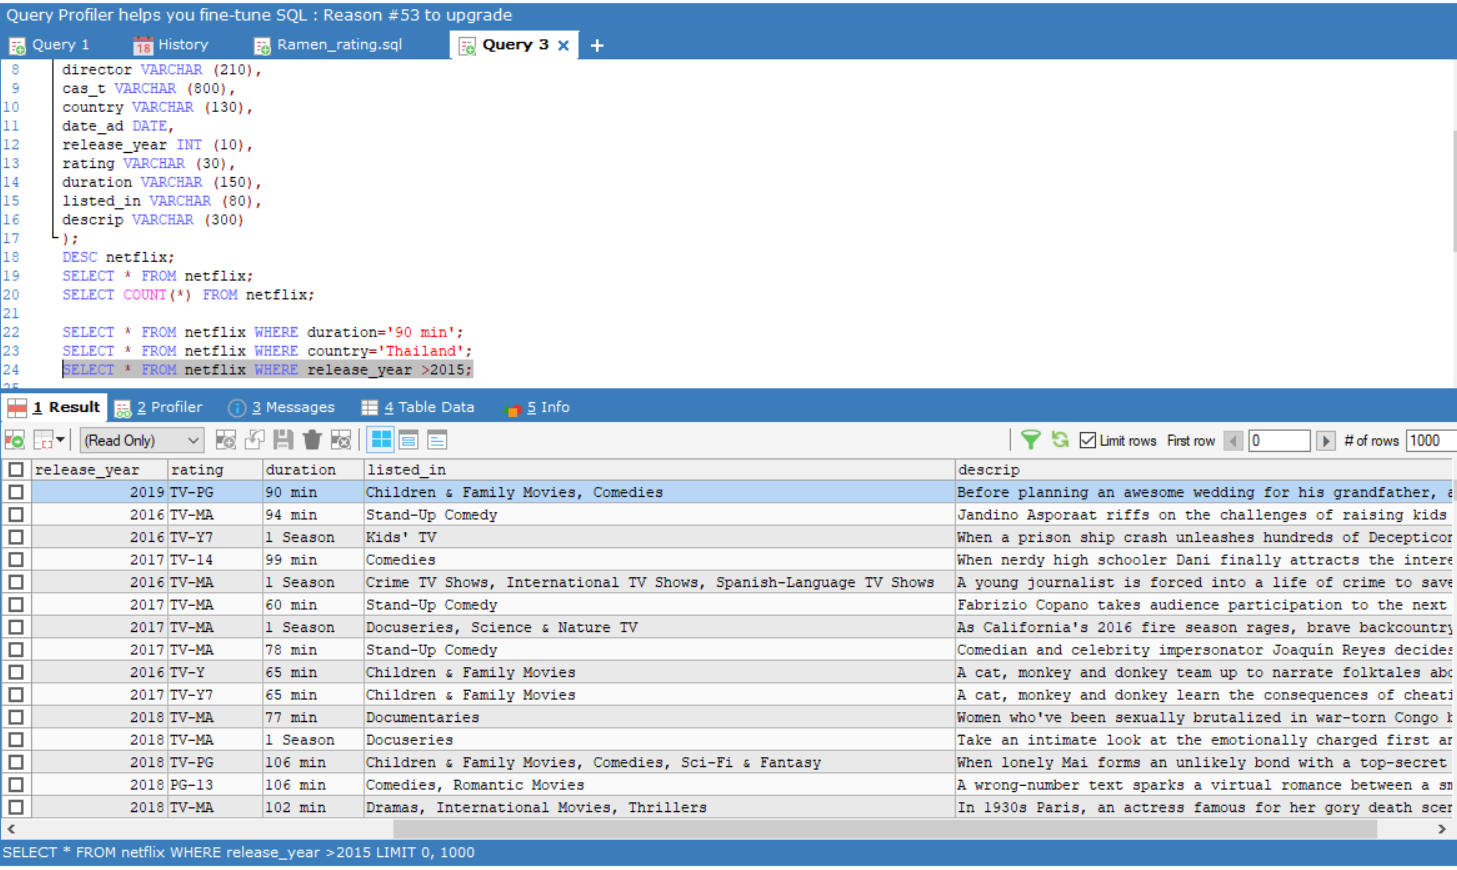 Query Profiler helps you fine-tune SQL : Reason #53 to upgrade
Query 1 18 History Ramen_rating.sql Query 3 × +
8 director VARCHAR (210),
9 cas_t VARCHAR (800),
10 country VARCHAR (130),
11 date_ad DATE,
12 release_year INT (10),
13 rating VARCHAR (30),
14 duration VARCHAR (150),
15 listed_in VARCHAR (80),
16 descrip VARCHAR (300)
17 );
18 DESC netflix;
19 SELECT * FROM netflix;
20 SELECT COUNT(*) FROM netflix;
21
22 SELECT * FROM netflix WHERE duration='90 min';
23 SELECT * FROM netflix WHERE country='Thailand';
24 SELECT * FROM netflix WHERE release_year >2015;
25
1 Result 2 Profiler 3 Messages 4 Table Data 5 Info
(Read Only) Limit rows First row 0 # of rows 1000
release_year rating duration listed_in descrip
2019 TV-PG 90 min Children & Family Movies, Comedies Before planning an awesome wedding for his grandfather, a
2016 TV-MA 94 min Stand-Up Comedy Jandino Asporaat riffs on the challenges of raising kids
2016 TV-Y7 1 Season Kids' TV When a prison ship crash unleashes hundreds of Decepticon
2017 TV-14 99 min Comedies When nerdy high schooler Dani finally attracts the intere
2016 TV-MA 1 Season Crime TV Shows, International TV Shows, Spanish-Language TV Shows A young journalist is forced into a life of crime to save
2017 TV-MA 60 min Stand-Up Comedy Fabrizio Copano takes audience participation to the next
2017 TV-MA 1 Season Docuseries, Science & Nature TV As California's 2016 fire season rages, brave backcountry
2017 TV-MA 78 min Stand-Up Comedy Comedian and celebrity impersonator Joaquín Reyes decides
2016 TV-Y 65 min Children & Family Movies A cat, monkey and donkey team up to narrate folktales abo
2017 TV-Y7 65 min Children & Family Movies A cat, monkey and donkey learn the consequences of cheati
2018 TV-MA 77 min Documentaries Women who've been sexually brutalized in war-torn Congo b
2018 TV-MA 1 Season Docuseries Take an intimate look at the emotionally charged first an
2018 TV-PG 106 min Children & Family Movies, Comedies, Sci-Fi & Fantasy When lonely Mai forms an unlikely bond with a top-secret
2018 PG-13 106 min Comedies, Romantic Movies A wrong-number text sparks a virtual romance between a sm
2018 TV-MA 102 min Dramas, International Movies, Thrillers In 1930s Paris, an actress famous for her gory death scen
SELECT * FROM netflix WHERE release_year >2015 LIMIT 0, 1000